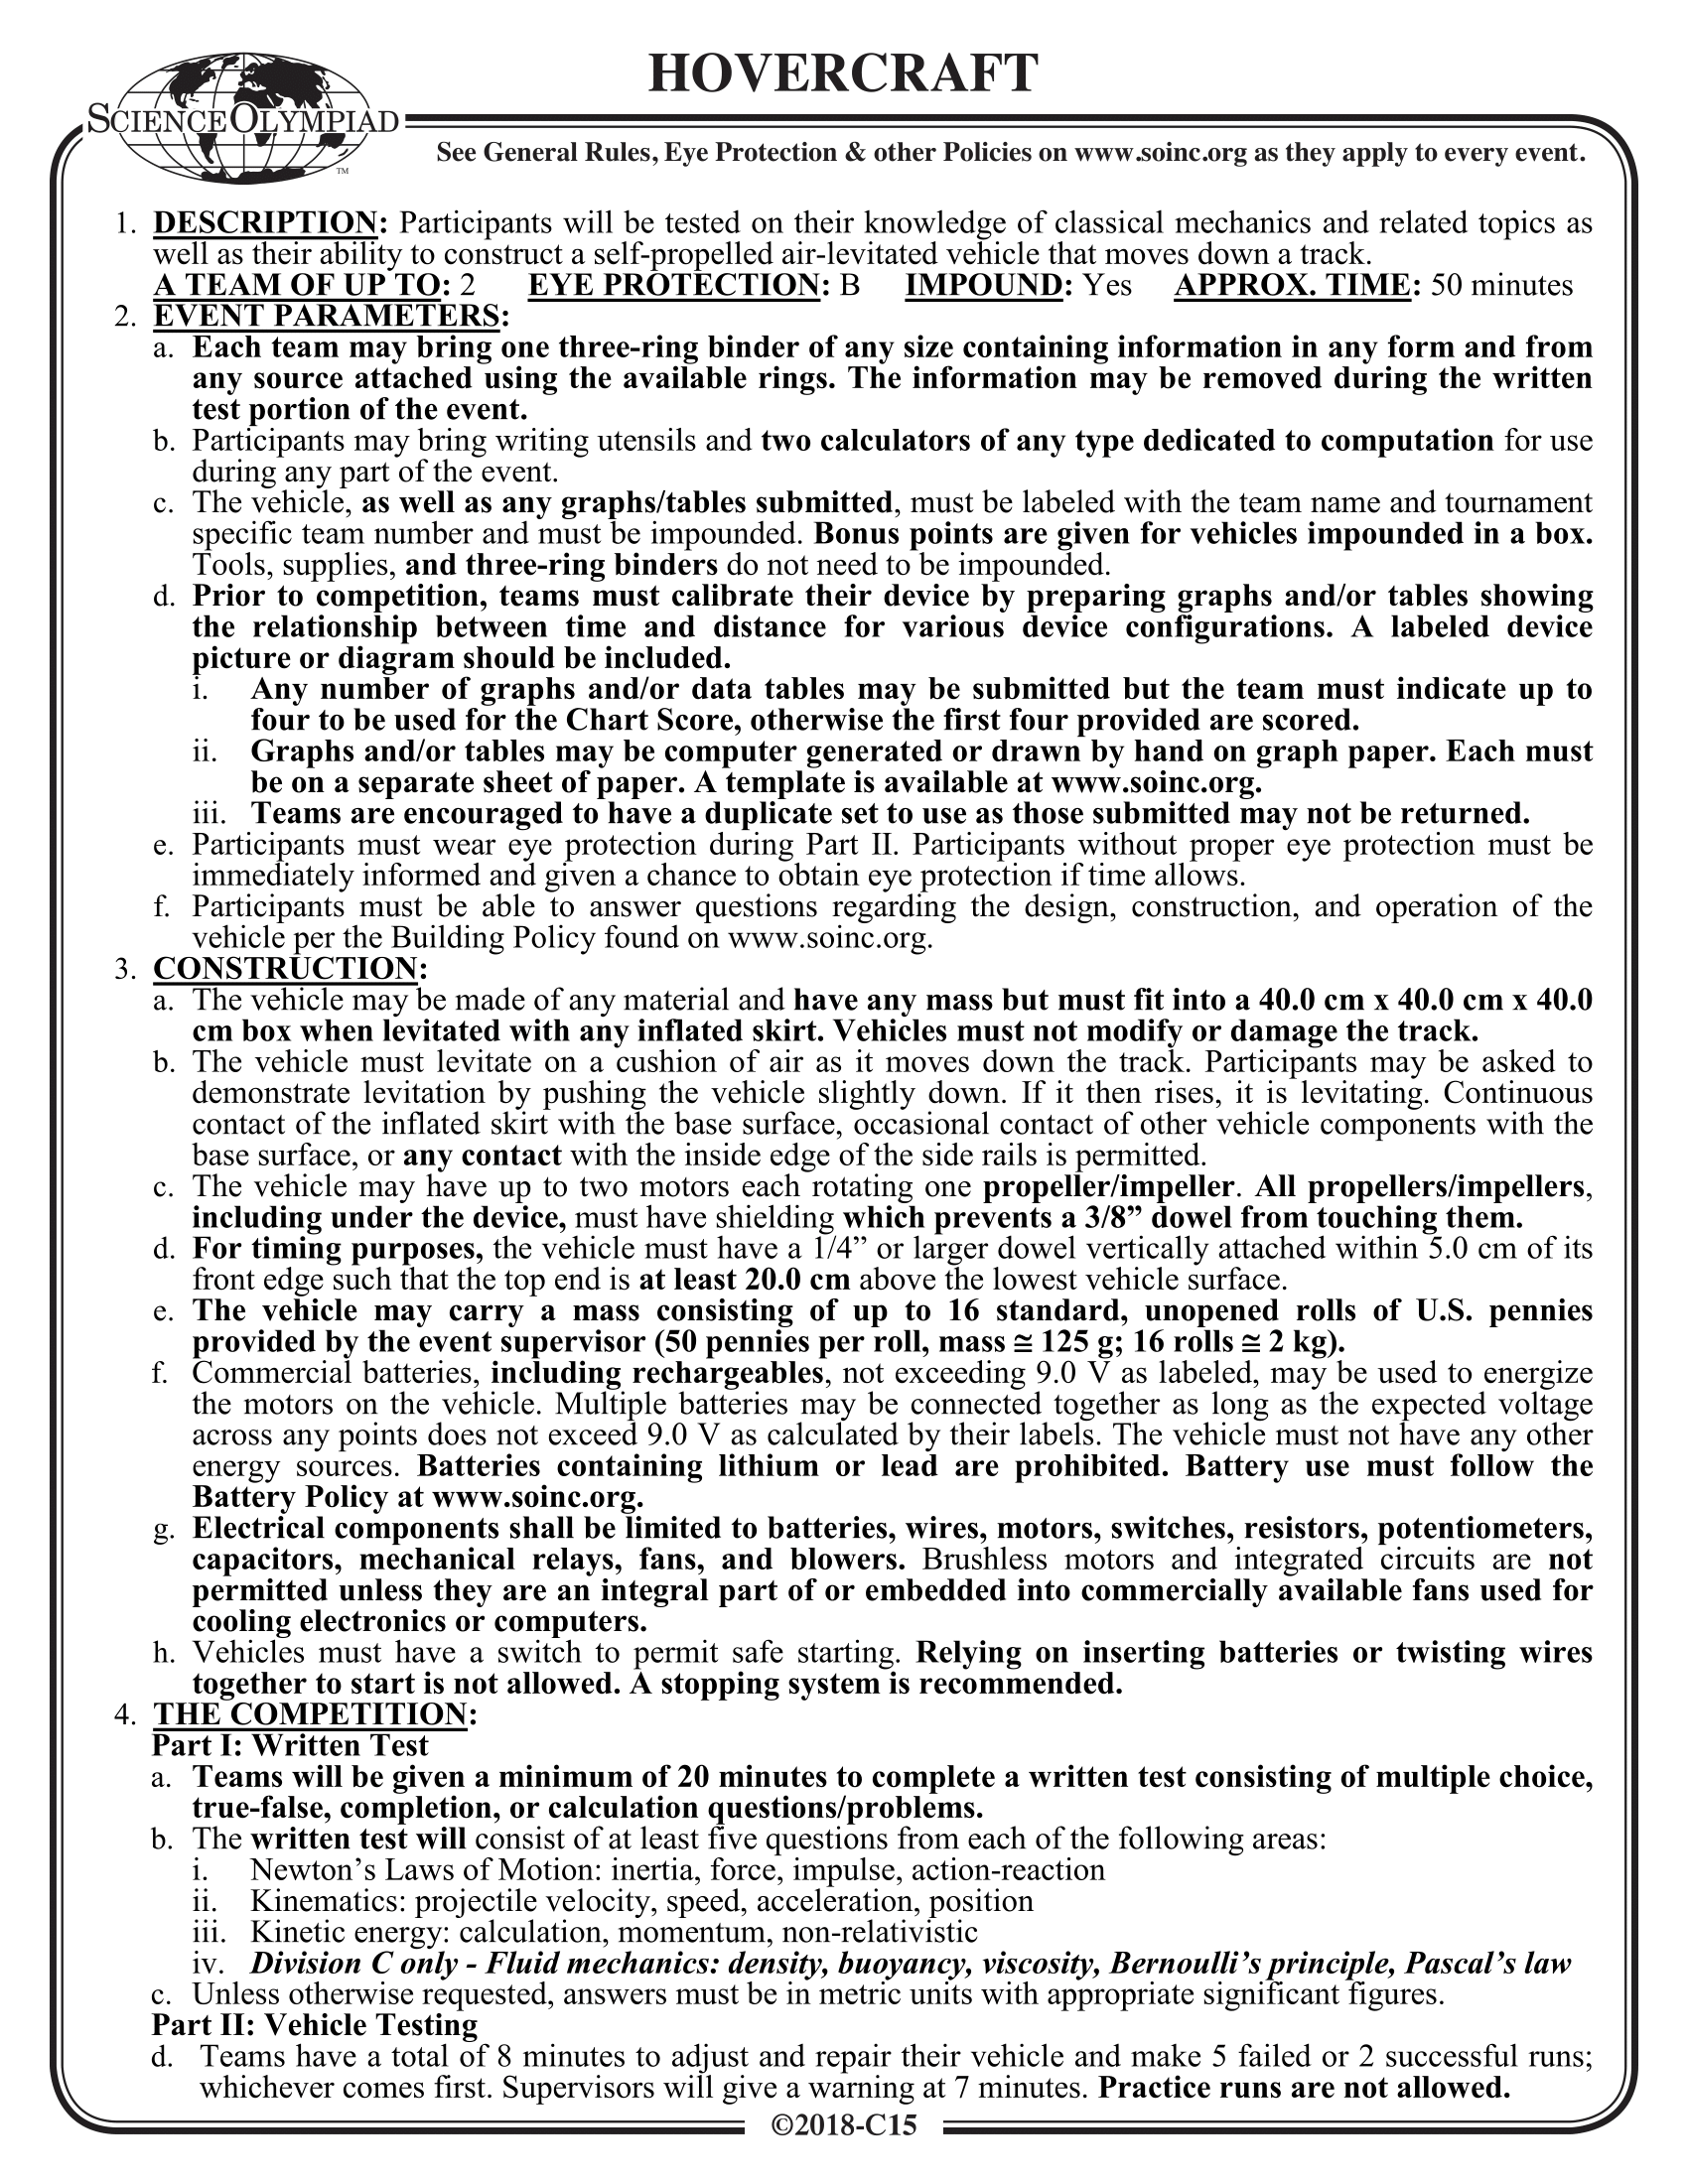 HOVERCRAFT
SCIENCE OLYMPIAD
TM
See General Rules, Eye Protection & other Policies on www.soinc.org as they apply to every event.
1. DESCRIPTION: Participants will be tested on their knowledge of classical mechanics and related topics as
well as their ability to construct a self-propelled air-levitated vehicle that moves down a track.
A TEAM OF UP TO: 2 EYE PROTECTION: B IMPOUND: Yes APPROX. TIME: 50 minutes
2. EVENT PARAMETERS:
a. Each team may bring one three-ring binder of any size containing information in any form and from
any source attached using the available rings. The information may be removed during the written
test portion of the event.
b. Participants may bring writing utensils and two calculators of any type dedicated to computation for use
during any part of the event.
c. The vehicle, as well as any graphs/tables submitted, must be labeled with the team name and tournament
specific team number and must be impounded. Bonus points are given for vehicles impounded in a box.
Tools, supplies, and three-ring binders do not need to be impounded.
d. Prior to competition, teams must calibrate their device by preparing graphs and/or tables showing
the relationship between time and distance for various device configurations. A labeled device
picture or diagram should be included.
i. Any number of graphs and/or data tables may be submitted but the team must indicate up to
four to be used for the Chart Score, otherwise the first four provided are scored.
ii. Graphs and/or tables may be computer generated or drawn by hand on graph paper. Each must
be on a separate sheet of paper. A template is available at www.soinc.org.
iii. Teams are encouraged to have a duplicate set to use as those submitted may not be returned.
e. Participants must wear eye protection during Part II. Participants without proper eye protection must be
immediately informed and given a chance to obtain eye protection if time allows.
f. Participants must be able to answer questions regarding the design, construction, and operation of the
vehicle per the Building Policy found on www.soinc.org.
3. CONSTRUCTION:
a. The vehicle may be made of any material and have any mass but must fit into a 40.0 cm x 40.0 cm x 40.0
cm box when levitated with any inflated skirt. Vehicles must not modify or damage the track.
b. The vehicle must levitate on a cushion of air as it moves down the track. Participants may be asked to
demonstrate levitation by pushing the vehicle slightly down. If it then rises, it is levitating. Continuous
contact of the inflated skirt with the base surface, occasional contact of other vehicle components with the
base surface, or any contact with the inside edge of the side rails is permitted.
c. The vehicle may have up to two motors each rotating one propeller/impeller. All propellers/impellers,
including under the device, must have shielding which prevents a 3/8” dowel from touching them.
d. For timing purposes, the vehicle must have a 1/4” or larger dowel vertically attached within 5.0 cm of its
front edge such that the top end is at least 20.0 cm above the lowest vehicle surface.
e. The vehicle may carry a mass consisting of up to 16 standard, unopened rolls of U.S. pennies
provided by the event supervisor (50 pennies per roll, mass ≅ 125 g; 16 rolls ≅ 2 kg).
f. Commercial batteries, including rechargeables, not exceeding 9.0 V as labeled, may be used to energize
the motors on the vehicle. Multiple batteries may be connected together as long as the expected voltage
across any points does not exceed 9.0 V as calculated by their labels. The vehicle must not have any other
energy sources. Batteries containing lithium or lead are prohibited. Battery use must follow the
Battery Policy at www.soinc.org.
g. Electrical components shall be limited to batteries, wires, motors, switches, resistors, potentiometers,
capacitors, mechanical relays, fans, and blowers. Brushless motors and integrated circuits are not
permitted unless they are an integral part of or embedded into commercially available fans used for
cooling electronics or computers.
h. Vehicles must have a switch to permit safe starting. Relying on inserting batteries or twisting wires
together to start is not allowed. A stopping system is recommended.
4. THE COMPETITION:
Part I: Written Test
a. Teams will be given a minimum of 20 minutes to complete a written test consisting of multiple choice,
true-false, completion, or calculation questions/problems.
b. The written test will consist of at least five questions from each of the following areas:
i. Newton’s Laws of Motion: inertia, force, impulse, action-reaction
ii. Kinematics: projectile velocity, speed, acceleration, position
iii. Kinetic energy: calculation, momentum, non-relativistic
iv. Division C only - Fluid mechanics: density, buoyancy, viscosity, Bernoulli’s principle, Pascal’s law
c. Unless otherwise requested, answers must be in metric units with appropriate significant figures.
Part II: Vehicle Testing
d. Teams have a total of 8 minutes to adjust and repair their vehicle and make 5 failed or 2 successful runs;
whichever comes first. Supervisors will give a warning at 7 minutes. Practice runs are not allowed.
©2018-C15